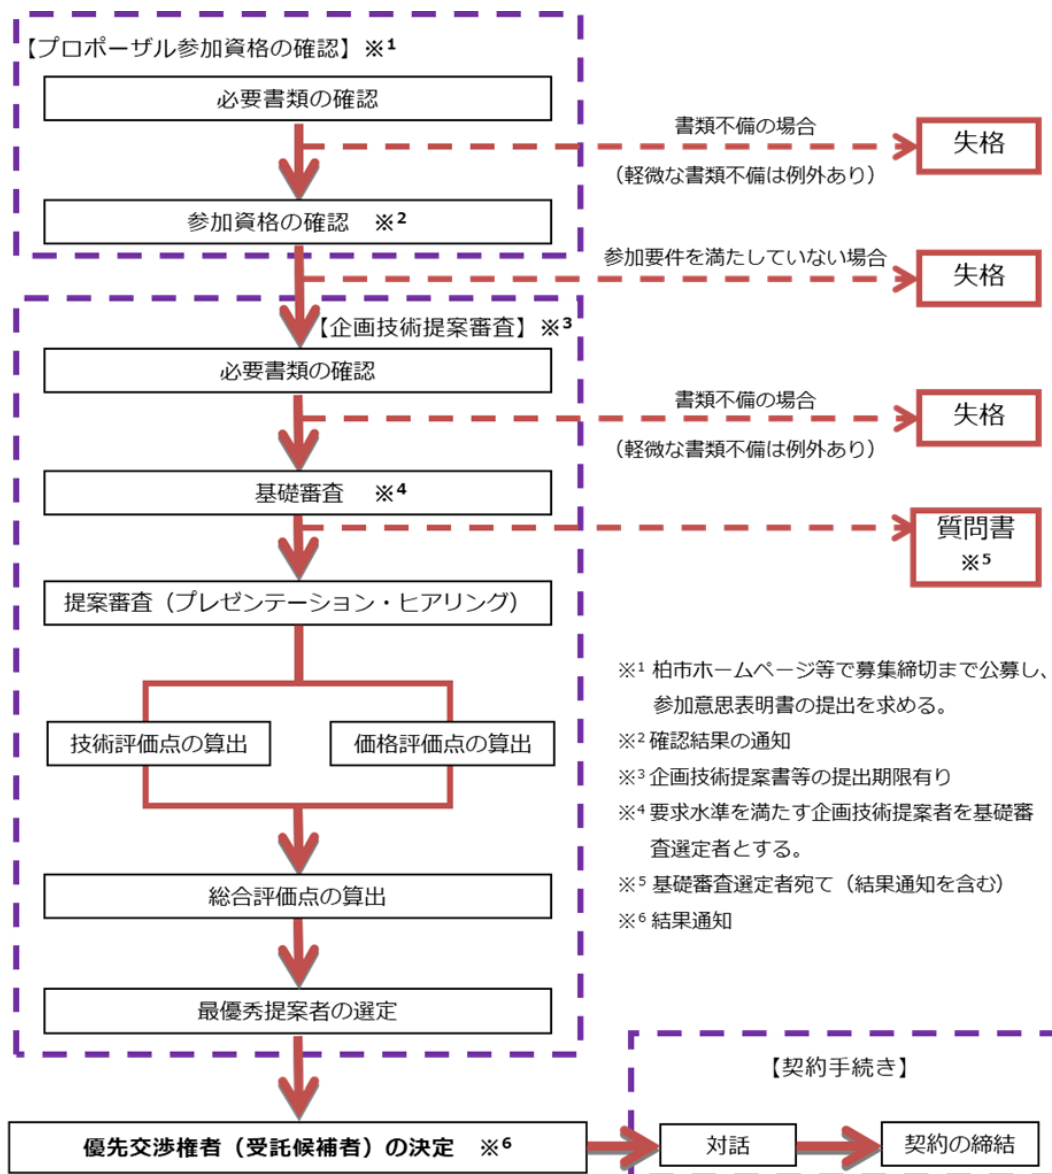 【プロポーザル参加資格の確認】※1
必要書類の確認
書類不備の場合
(軽微な書類不備は例外あり)
失格
参加資格の確認 ※2
参加要件を満たしていない場合
失格
【企画技術提案審査】※3
必要書類の確認
書類不備の場合
(軽微な書類不備は例外あり)
失格
基礎審査 ※4
質問書
※5
提案審査(プレゼンテーション・ヒアリング)
技術評価点の算出
価格評価点の算出
総合評価点の算出
最優秀提案者の選定
※1 柏市ホームページ等で募集締切まで公募し、
参加意思表明書の提出を求める。
※2 確認結果の通知
※3 企画技術提案書等の提出期限有り
※4 要求水準を満たす企画技術提案者を基礎審
査選定者とする。
※5 基礎審査選定者宛て(結果通知を含む)
※6 結果通知
優先交渉権者(受託候補者)の決定 ※6
【契約手続き】
対話
契約の締結